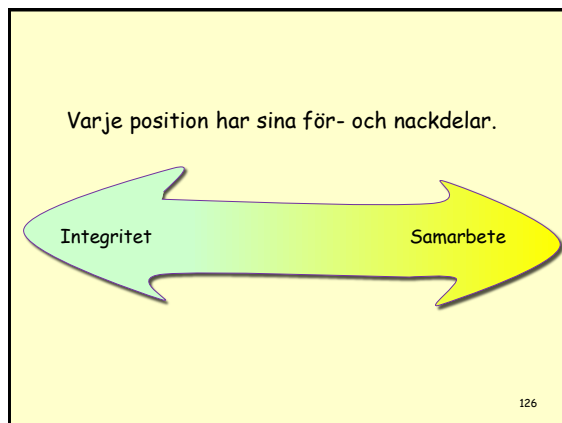 Varje position har sina för- och nackdelar.
Integritet
Samarbete
126